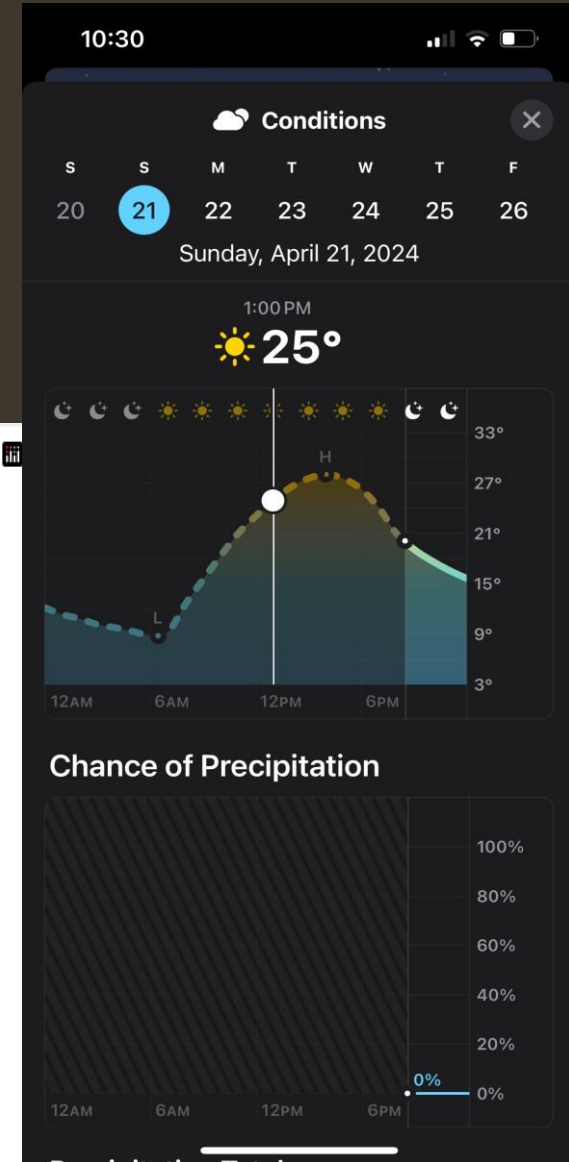 10:30
Conditions
S S M T W T F
20 21 22 23 24 25 26
Sunday, April 21, 2024
1:00 PM
25°
33°
H
27°
21°
15°
L
9°
3°
12AM 6AM 12PM 6PM
Chance of Precipitation
100%
80%
60%
40%
20%
0%
0%
12AM 6AM 12PM 6PM